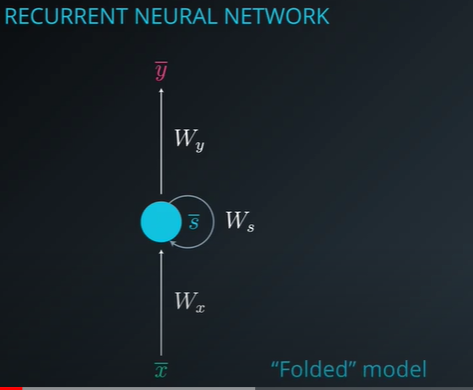 RECURRENT NEURAL NETWORK
y̅
W_y
s̅ W_s
W_x
x̅
“Folded” model